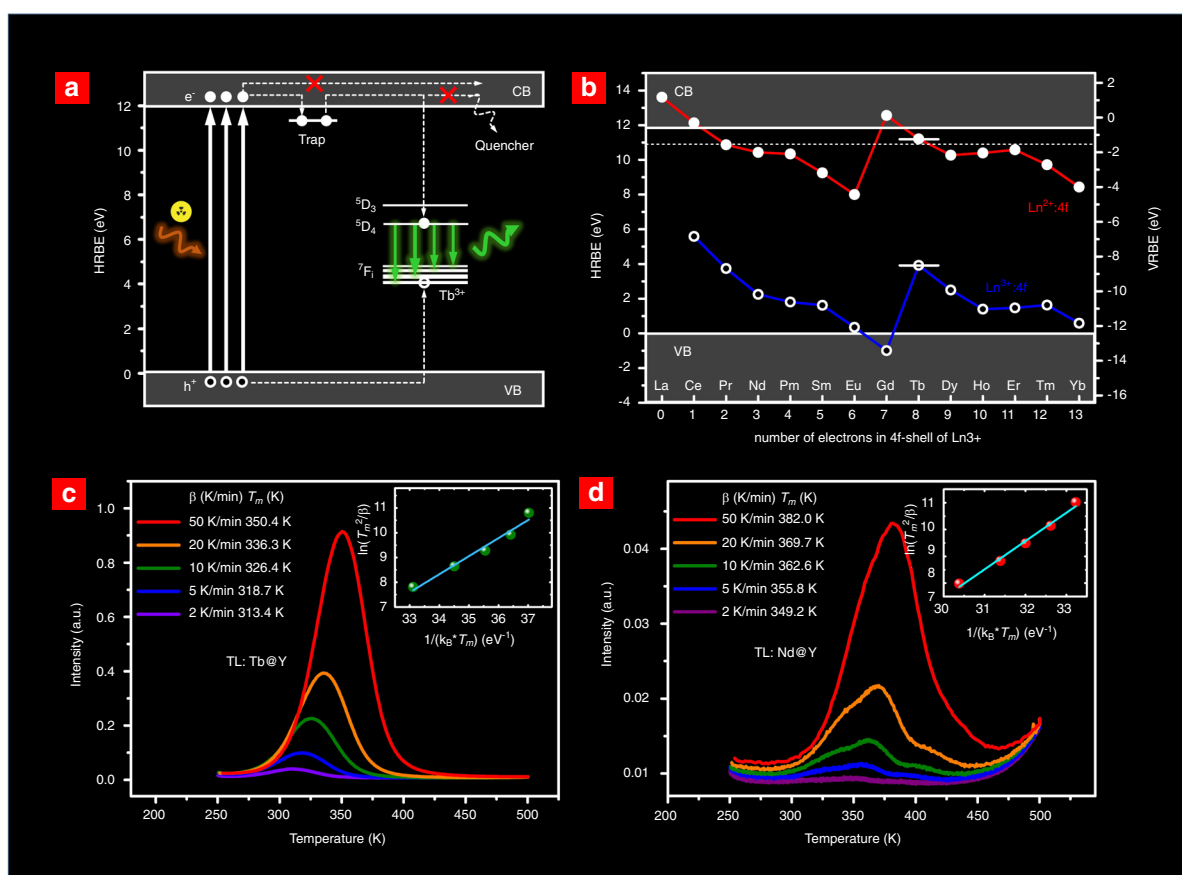 a
HRBE (eV)
12
10
8
6
4
2
0
e-
CB
Trap
Quencher
⁵D₃
⁵D₄
⁷Fᵢ
Tb³⁺
h⁺
VB
b
HRBE (eV)
14
12
10
8
6
4
2
0
-2
-4
CB
Ln²⁺:4f
Ln³⁺:4f
VB
La Ce Pr Nd Pm Sm Eu Gd Tb Dy Ho Er Tm Yb
0 1 2 3 4 5 6 7 8 9 10 11 12 13
number of electrons in 4f-shell of Ln3+
2
0
-2
-4
-6
-8
-10
-12
-14
-16
VRBE (eV)
c
Intensity (a.u.)
1.0
0.8
0.6
0.4
0.2
0.0
β (K/min) Tm (K)
50 K/min 350.4 K
20 K/min 336.3 K
10 K/min 326.4 K
5 K/min 318.7 K
2 K/min 313.4 K
TL: Tb@Y
ln(Tm²/β)
11
10
9
8
7
33 34 35 36 37
1/(kB*Tm) (eV⁻¹)
200 250 300 350 400 450 500
Temperature (K)
d
Intensity (a.u.)
0.04
0.03
0.02
0.01
β (K/min) Tm (K)
50 K/min 382.0 K
20 K/min 369.7 K
10 K/min 362.6 K
5 K/min 355.8 K
2 K/min 349.2 K
TL: Nd@Y
ln(Tm²/β)
11
10
9
8
7
30 31 32 33
1/(kB*Tm) (eV⁻¹)
200 250 300 350 400 450 500
Temperature (K)